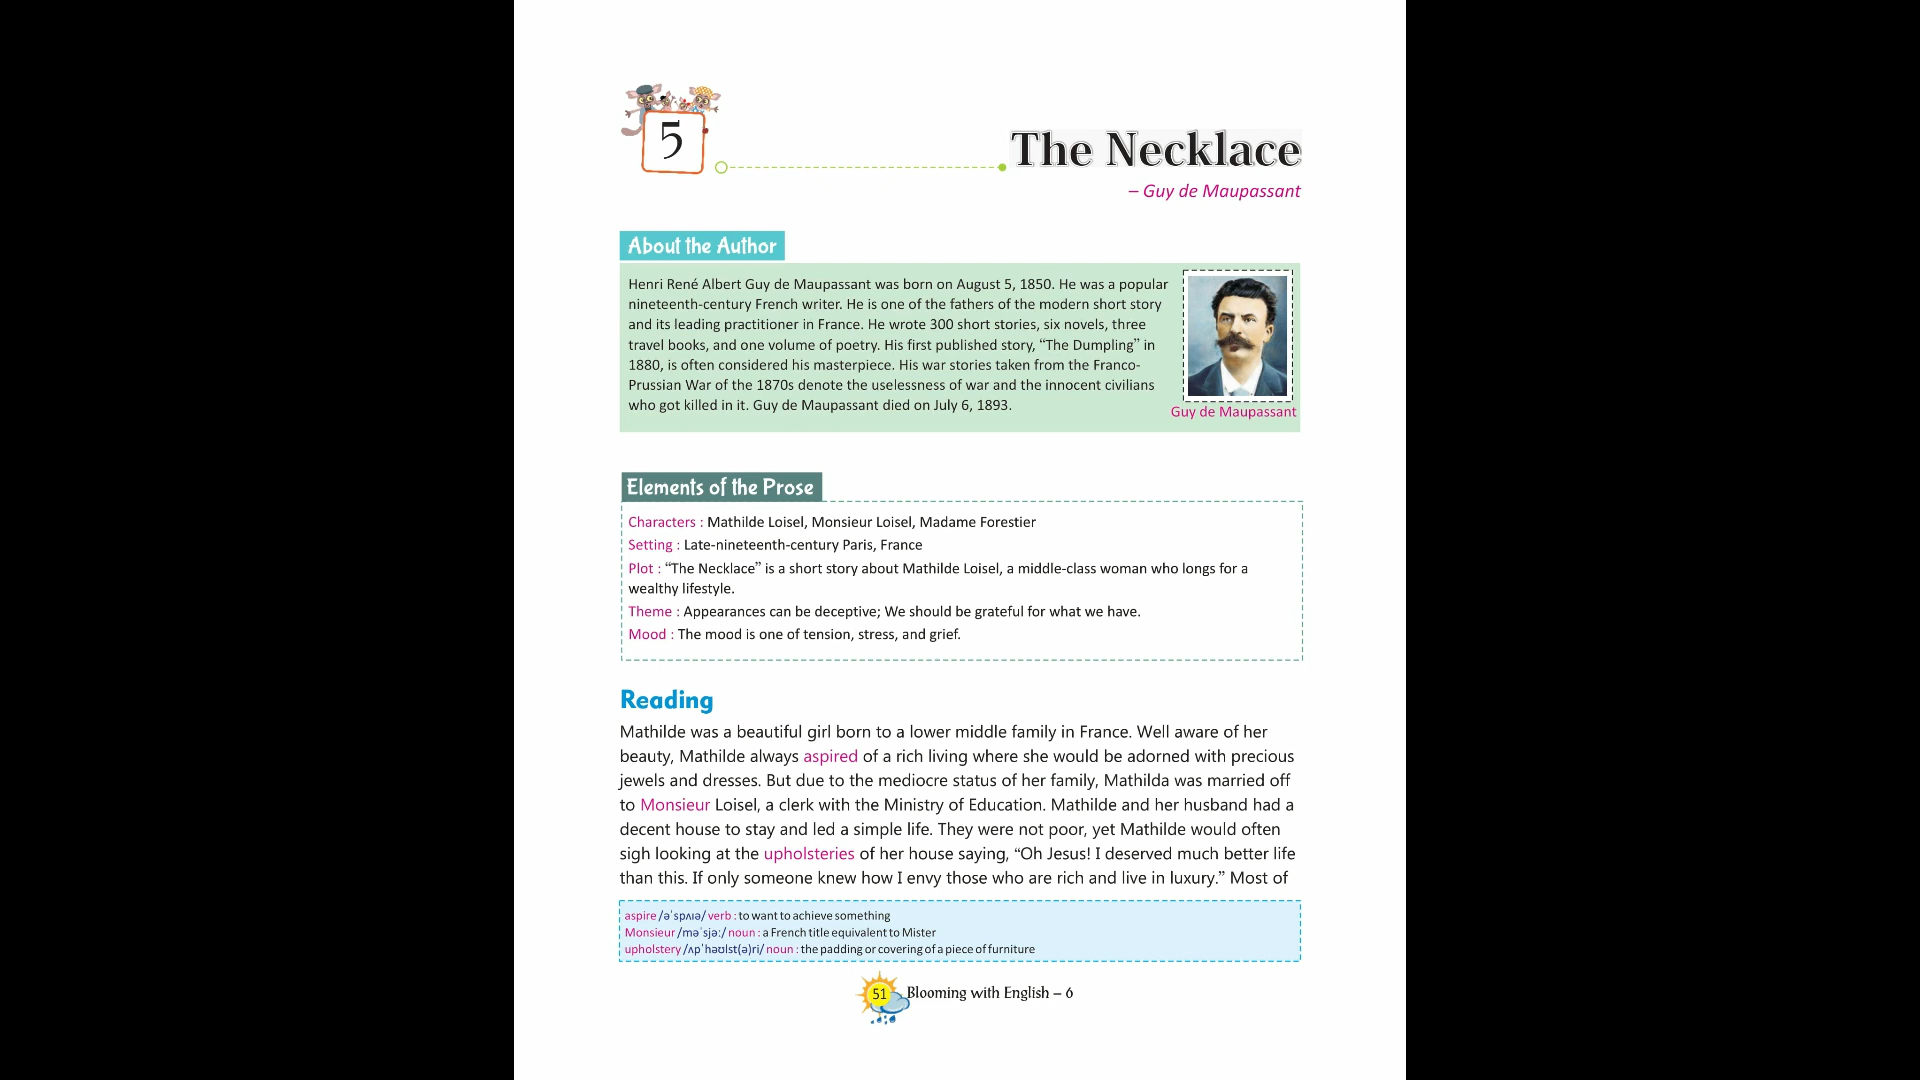 5
The Necklace
– Guy de Maupassant
About the Author
Henri René Albert Guy de Maupassant was born on August 5, 1850. He was a popular
nineteenth-century French writer. He is one of the fathers of the modern short story
and its leading practitioner in France. He wrote 300 short stories, six novels, three
travel books, and one volume of poetry. His first published story, “The Dumpling” in
1880, is often considered his masterpiece. His war stories taken from the Franco-
Prussian War of the 1870s denote the uselessness of war and the innocent civilians
who got killed in it. Guy de Maupassant died on July 6, 1893.
Guy de Maupassant
Elements of the Prose
Characters : Mathilde Loisel, Monsieur Loisel, Madame Forestier
Setting : Late-nineteenth-century Paris, France
Plot : “The Necklace” is a short story about Mathilde Loisel, a middle-class woman who longs for a
wealthy lifestyle.
Theme : Appearances can be deceptive; We should be grateful for what we have.
Mood : The mood is one of tension, stress, and grief.
Reading
Mathilde was a beautiful girl born to a lower middle family in France. Well aware of her
beauty, Mathilde always aspired of a rich living where she would be adorned with precious
jewels and dresses. But due to the mediocre status of her family, Mathilda was married off
to Monsieur Loisel, a clerk with the Ministry of Education. Mathilde and her husband had a
decent house to stay and led a simple life. They were not poor, yet Mathilde would often
sigh looking at the upholsteries of her house saying, “Oh Jesus! I deserved much better life
than this. If only someone knew how I envy those who are rich and live in luxury.” Most of
aspire /əˈspʌɪə/ verb : to want to achieve something
Monsieur /məˈsjəː/ noun : a French title equivalent to Mister
upholstery /ʌpˈhəʊlst(ə)ri/ noun : the padding or covering of a piece of furniture
51 Blooming with English – 6